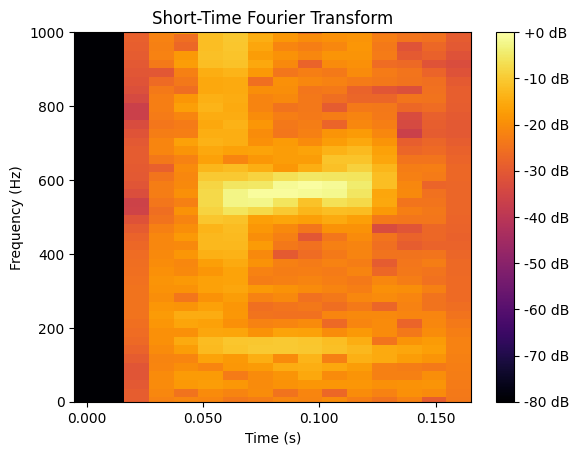 Short-Time Fourier Transform
1000
800
600
400
200
0
Frequency (Hz)
0.000
0.050
0.100
0.150
Time (s)
+0 dB
-10 dB
-20 dB
-30 dB
-40 dB
-50 dB
-60 dB
-70 dB
-80 dB